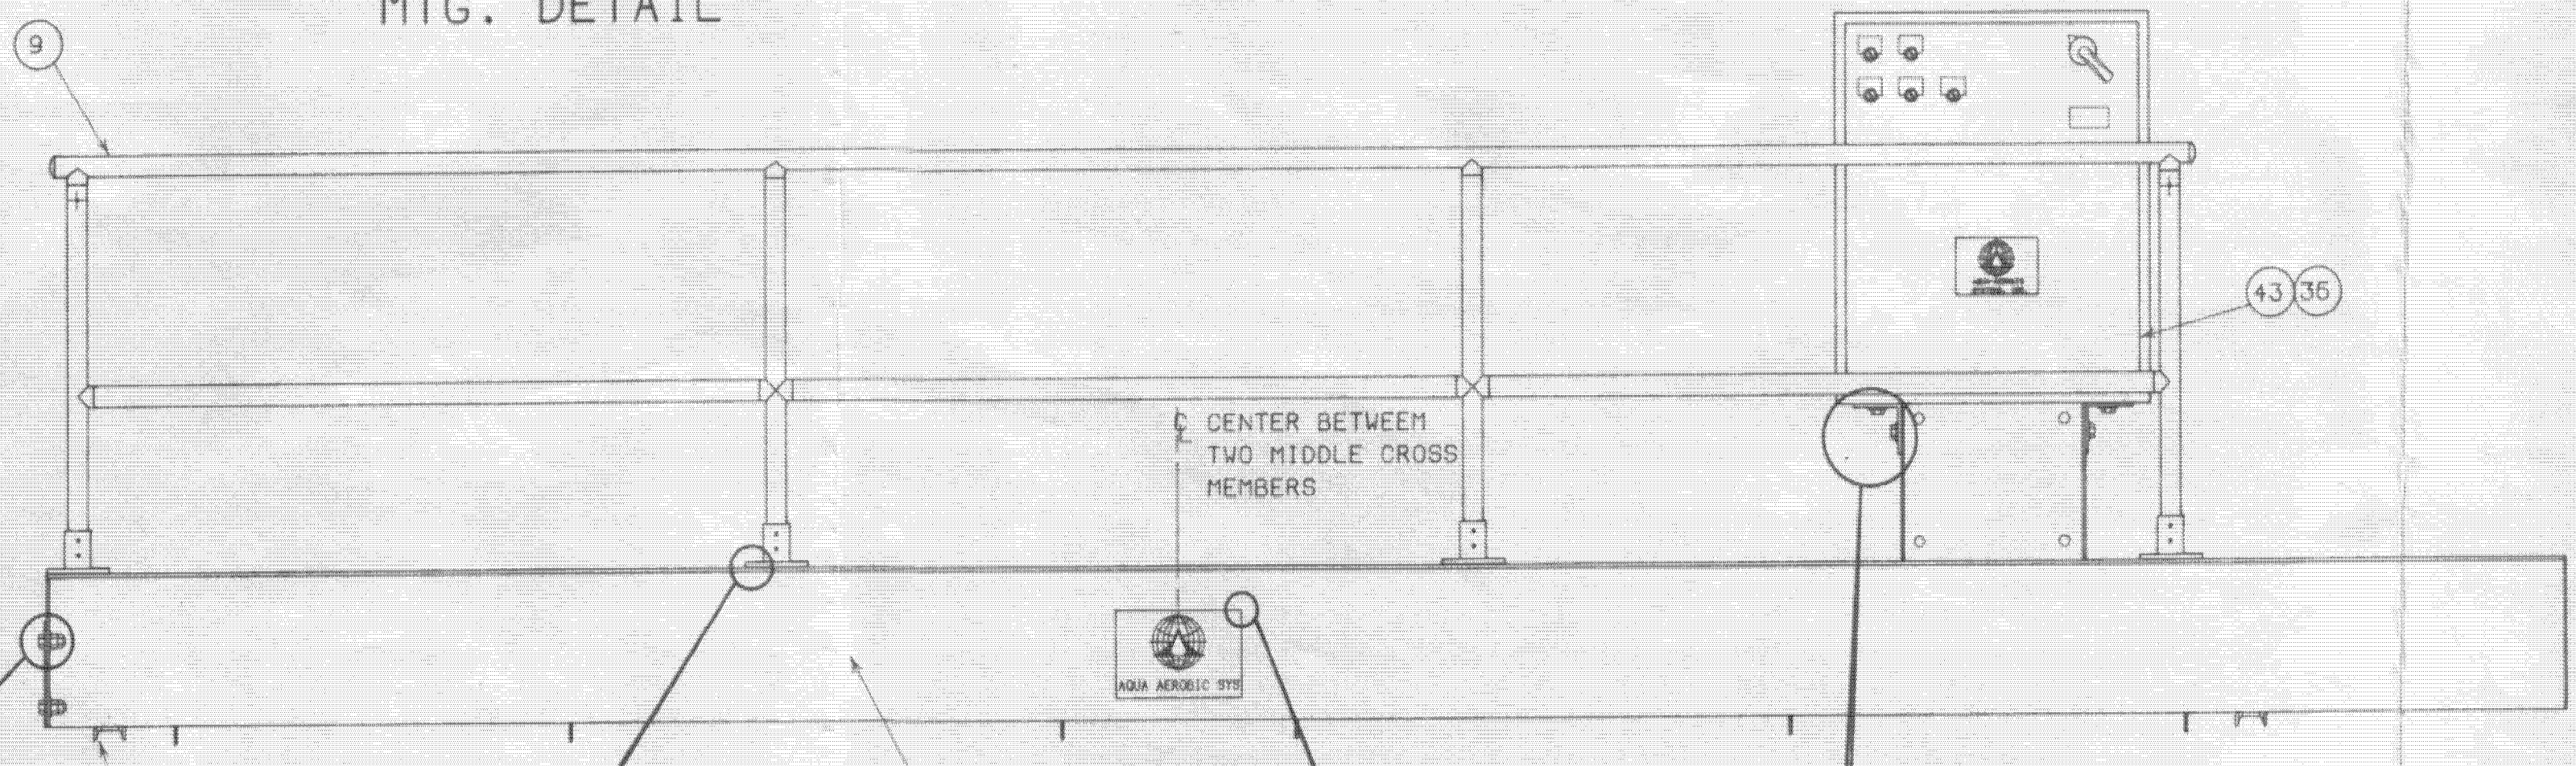 MTG. DETAIL
9
43 36
℄ CENTER BETWEEM
TWO MIDDLE CROSS
MEMBERS
AQUA AEROBIC SYS